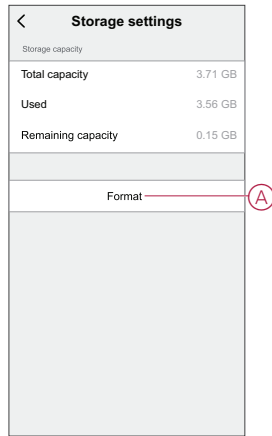 Storage settings
Storage capacity
Total capacity 3.71 GB
Used 3.56 GB
Remaining capacity 0.15 GB
Format A